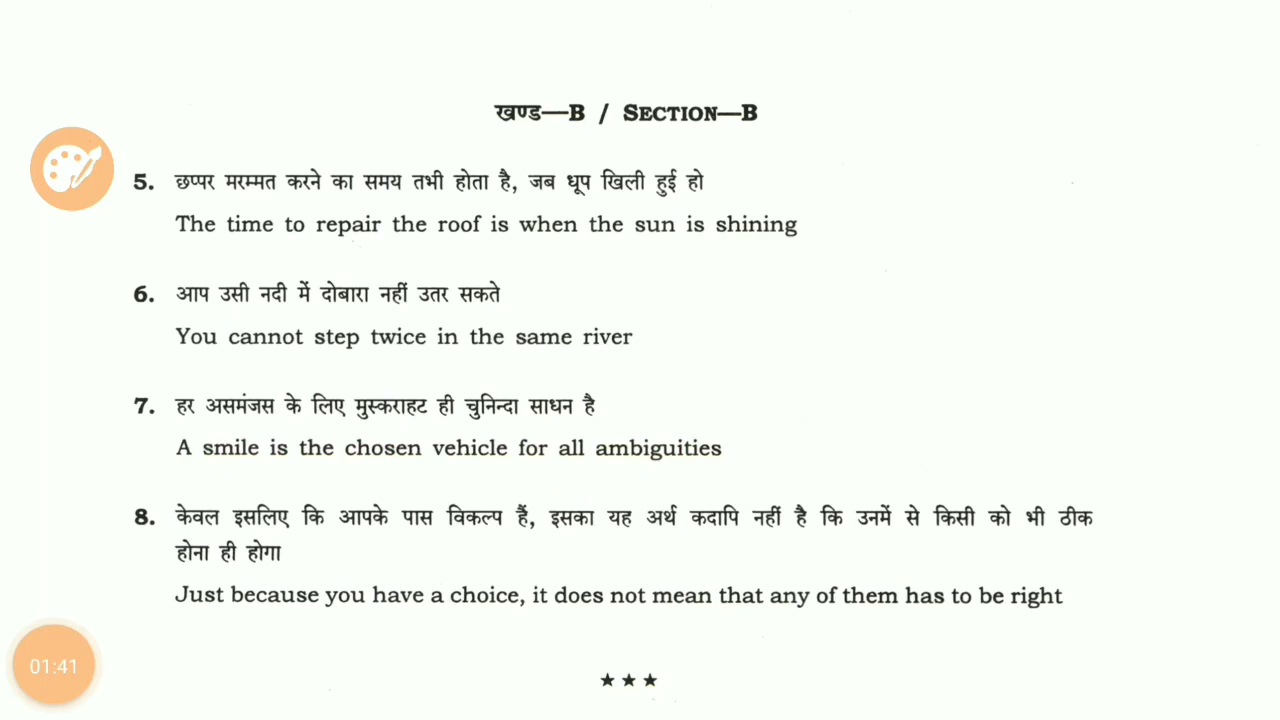 खण्ड—B / SECTION—B
5. छप्पर मरम्मत करने का समय तभी होता है, जब धूप खिली हुई हो
The time to repair the roof is when the sun is shining
6. आप उसी नदी में दोबारा नहीं उतर सकते
You cannot step twice in the same river
7. हर असमंजस के लिए मुस्कराहट ही चुनिन्दा साधन है
A smile is the chosen vehicle for all ambiguities
8. केवल इसलिए कि आपके पास विकल्प हैं, इसका यह अर्थ कदापि नहीं है कि उनमें से किसी को भी ठीक
होना ही होगा
Just because you have a choice, it does not mean that any of them has to be right
01:41
★ ★ ★